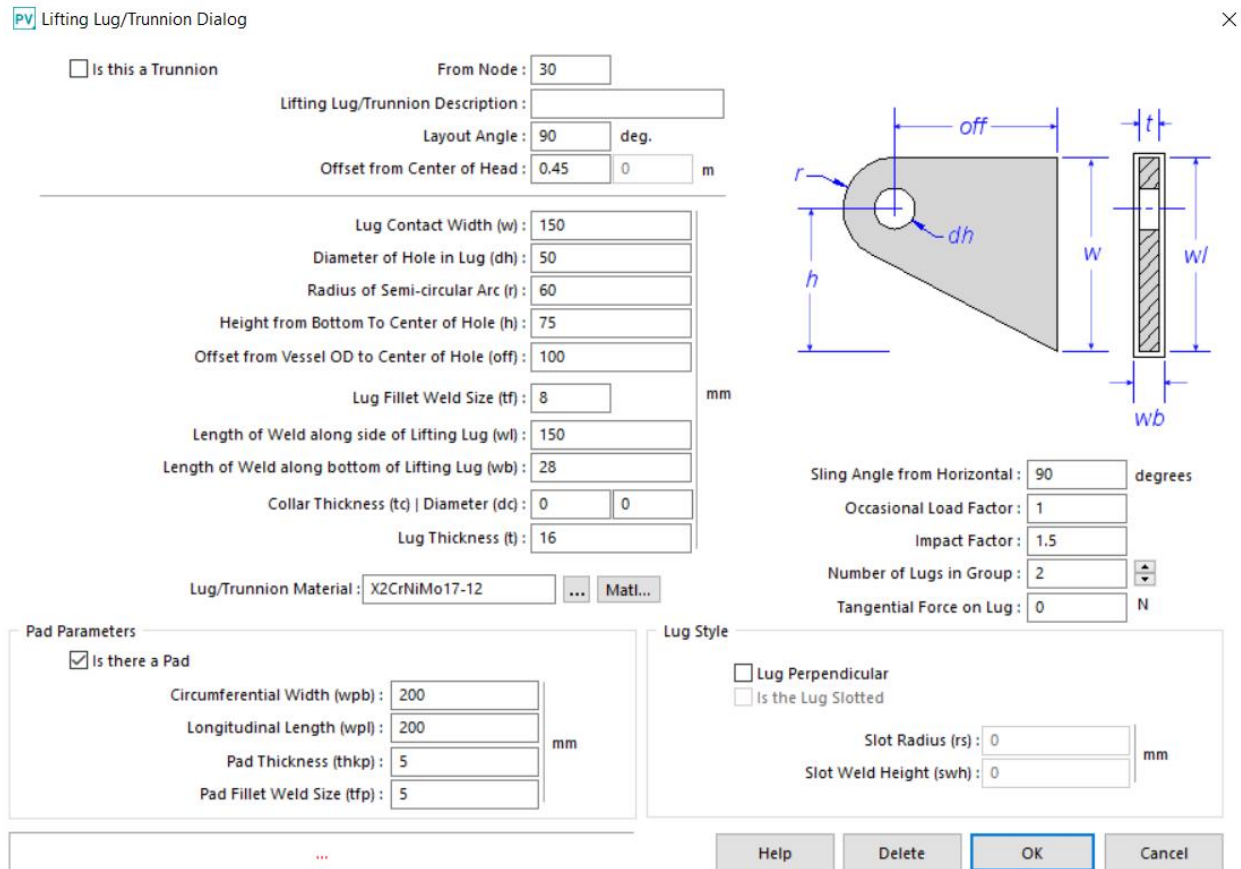 PV Lifting Lug/Trunnion Dialog
Is this a Trunnion From Node : 30
Lifting Lug/Trunnion Description :
Layout Angle : 90 deg.
Offset from Center of Head : 0.45 0 m
Lug Contact Width (w) : 150
Diameter of Hole in Lug (dh) : 50
Radius of Semi-circular Arc (r) : 60
Height from Bottom To Center of Hole (h) : 75
Offset from Vessel OD to Center of Hole (off) : 100
Lug Fillet Weld Size (tf) : 8
mm
Length of Weld along side of Lifting Lug (wl) : 150
Length of Weld along bottom of Lifting Lug (wb) : 28
Collar Thickness (tc) | Diameter (dc) : 0 0
Lug Thickness (t) : 16
Lug/Trunnion Material : X2CrNiMo17-12 ... Matl...
off
t
r
dh
h
w
wl
wb
Sling Angle from Horizontal : 90 degrees
Occasional Load Factor : 1
Impact Factor : 1.5
Number of Lugs in Group : 2
Tangential Force on Lug : 0 N
Pad Parameters
Is there a Pad
Circumferential Width (wpb) : 200
Longitudinal Length (wpl) : 200
mm
Pad Thickness (thkp) : 5
Pad Fillet Weld Size (tfp) : 5
Lug Style
Lug Perpendicular
Is the Lug Slotted
Slot Radius (rs) : 0
mm
Slot Weld Height (swh) : 0
...
Help Delete OK Cancel